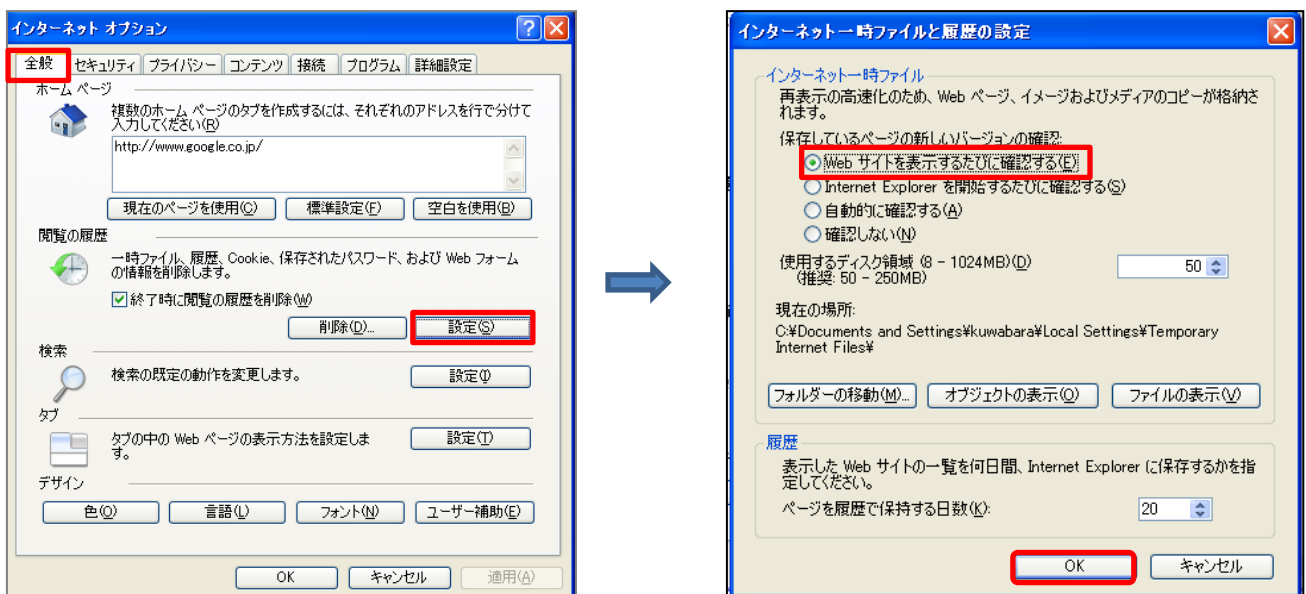 インターネット オプション
全般 セキュリティ プライバシー コンテンツ 接続 プログラム 詳細設定
ホーム ページ
複数のホーム ページのタブを作成するには、それぞれのアドレスを行で分けて
入力してください(R)
http://www.google.co.jp/
現在のページを使用(C) 標準設定(F) 空白を使用(B)
閲覧の履歴
一時ファイル、履歴、Cookie、保存されたパスワード、および Web フォーム
の情報を削除します。
終了時に閲覧の履歴を削除(W)
削除(D)... 設定(S)
検索
検索の既定の動作を変更します。 設定(I)
タブ
タブの中の Web ページの表示方法を設定しま
す。
設定(T)
デザイン
色(O) 言語(L) フォント(N) ユーザー補助(E)
OK キャンセル 適用(A)
インターネット一時ファイルと履歴の設定
インターネット一時ファイル
再表示の高速化のため、Web ページ、イメージおよびメディアのコピーが格納さ
れます。
保存しているページの新しいバージョンの確認:
Web サイトを表示するたびに確認する(E)
Internet Explorer を開始するたびに確認する(S)
自動的に確認する(A)
確認しない(N)
使用するディスク領域 (8 - 1024MB)(D) 50
(推奨: 50 - 250MB)
現在の場所:
C:¥Documents and Settings¥kuwabara¥Local Settings¥Temporary
Internet Files¥
フォルダーの移動(M)... オブジェクトの表示(O) ファイルの表示(V)
履歴
表示した Web サイトの一覧を何日間、Internet Explorer に保存するかを指
定してください。
ページを履歴で保持する日数(K): 20
OK キャンセル